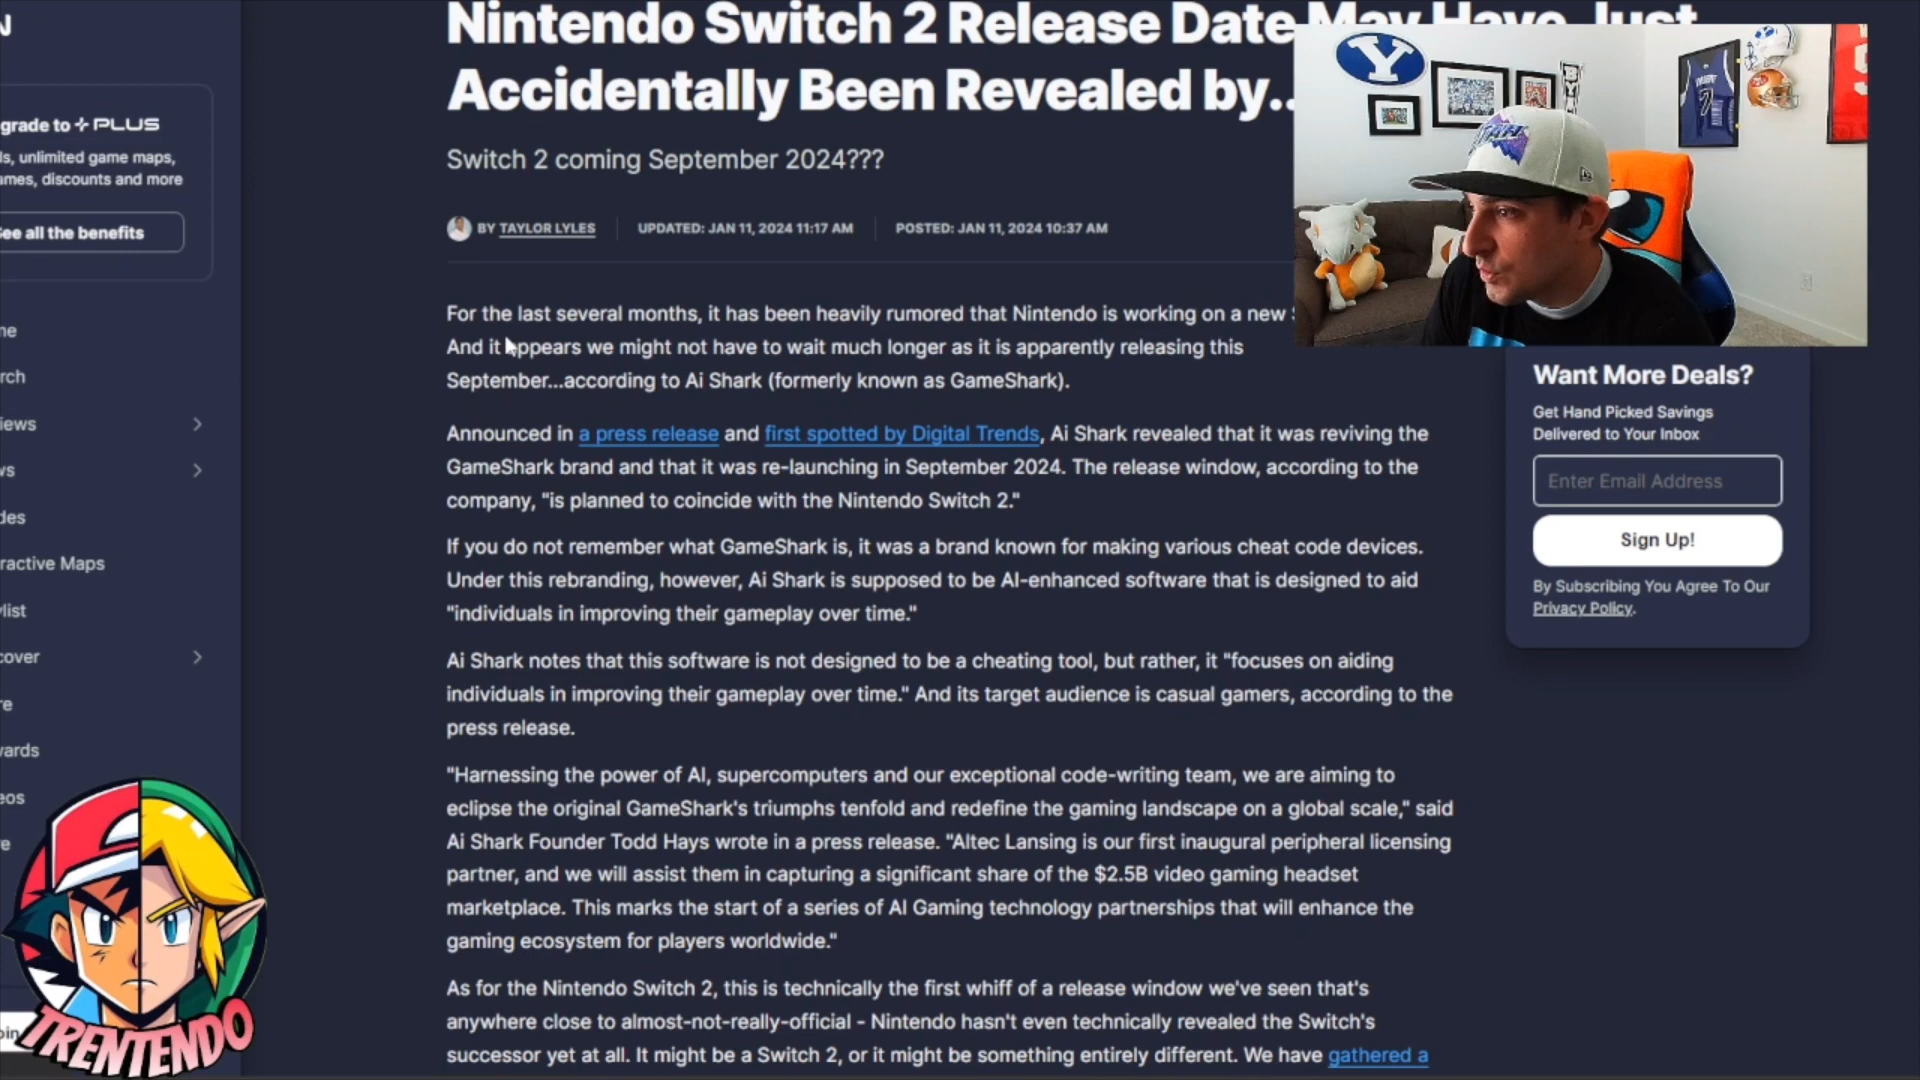 N
Nintendo Switch 2 Release Date May Have Just
Accidentally Been Revealed by...
Switch 2 coming September 2024???
BY TAYLOR LYLES
UPDATED: JAN 11, 2024 11:17 AM
POSTED: JAN 11, 2024 10:37 AM
grade to + PLUS
ls, unlimited game maps,
ames, discounts and more
See all the benefits
me
rch
iews
ws
des
ractive Maps
list
cover
re
wards
eos
e
oin
For the last several months, it has been heavily rumored that Nintendo is working on a new
And it appears we might not have to wait much longer as it is apparently releasing this
September...according to Ai Shark (formerly known as GameShark).
Announced in a press release and first spotted by Digital Trends, Ai Shark revealed that it was reviving the
GameShark brand and that it was re-launching in September 2024. The release window, according to the
company, "is planned to coincide with the Nintendo Switch 2."
If you do not remember what GameShark is, it was a brand known for making various cheat code devices.
Under this rebranding, however, Ai Shark is supposed to be AI-enhanced software that is designed to aid
"individuals in improving their gameplay over time."
Ai Shark notes that this software is not designed to be a cheating tool, but rather, it "focuses on aiding
individuals in improving their gameplay over time." And its target audience is casual gamers, according to the
press release.
"Harnessing the power of AI, supercomputers and our exceptional code-writing team, we are aiming to
eclipse the original GameShark's triumphs tenfold and redefine the gaming landscape on a global scale," said
Ai Shark Founder Todd Hays wrote in a press release. "Altec Lansing is our first inaugural peripheral licensing
partner, and we will assist them in capturing a significant share of the $2.5B video gaming headset
marketplace. This marks the start of a series of AI Gaming technology partnerships that will enhance the
gaming ecosystem for players worldwide."
As for the Nintendo Switch 2, this is technically the first whiff of a release window we've seen that's
anywhere close to almost-not-really-official - Nintendo hasn't even technically revealed the Switch's
successor yet at all. It might be a Switch 2, or it might be something entirely different. We have gathered a
Want More Deals?
Get Hand Picked Savings
Delivered to Your Inbox
Enter Email Address
Sign Up!
By Subscribing You Agree To Our
Privacy Policy.
Y
UTAH
TRENTENDO